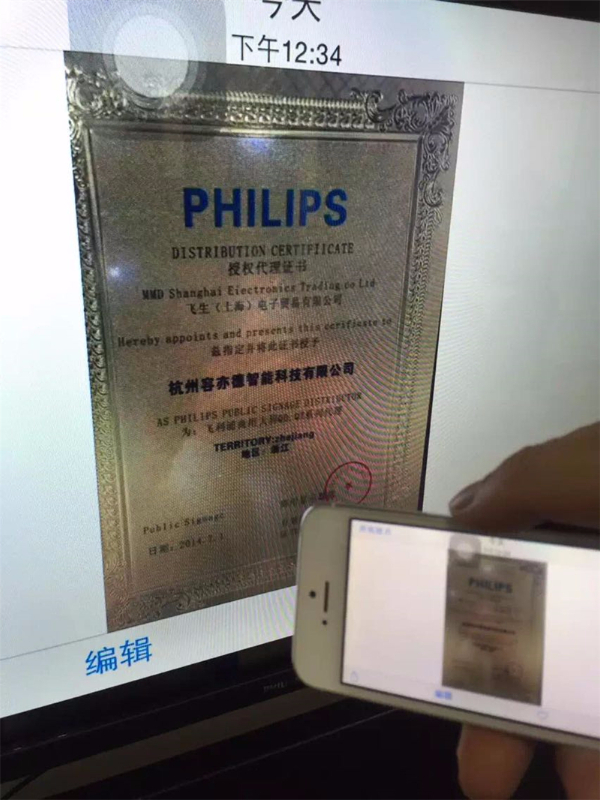 今天
下午12:34
PHILIPS
DISTRIBUTION CERTIFIICATE
授权代理证书
MMD Shanghai Electronics Trading co Ltd
飞生（上海）电子贸易有限公司
Hereby appoints and presents this certificate to
兹指定并将此证书授予
杭州容亦德智能科技有限公司
AS PHILIPS PUBLIC SIGNAGE DISTRIBUTOR
TERRITORY:zhejiang
地区：浙江
Public Signage
日期：2014.7.1
编辑
PHILIPS
编辑